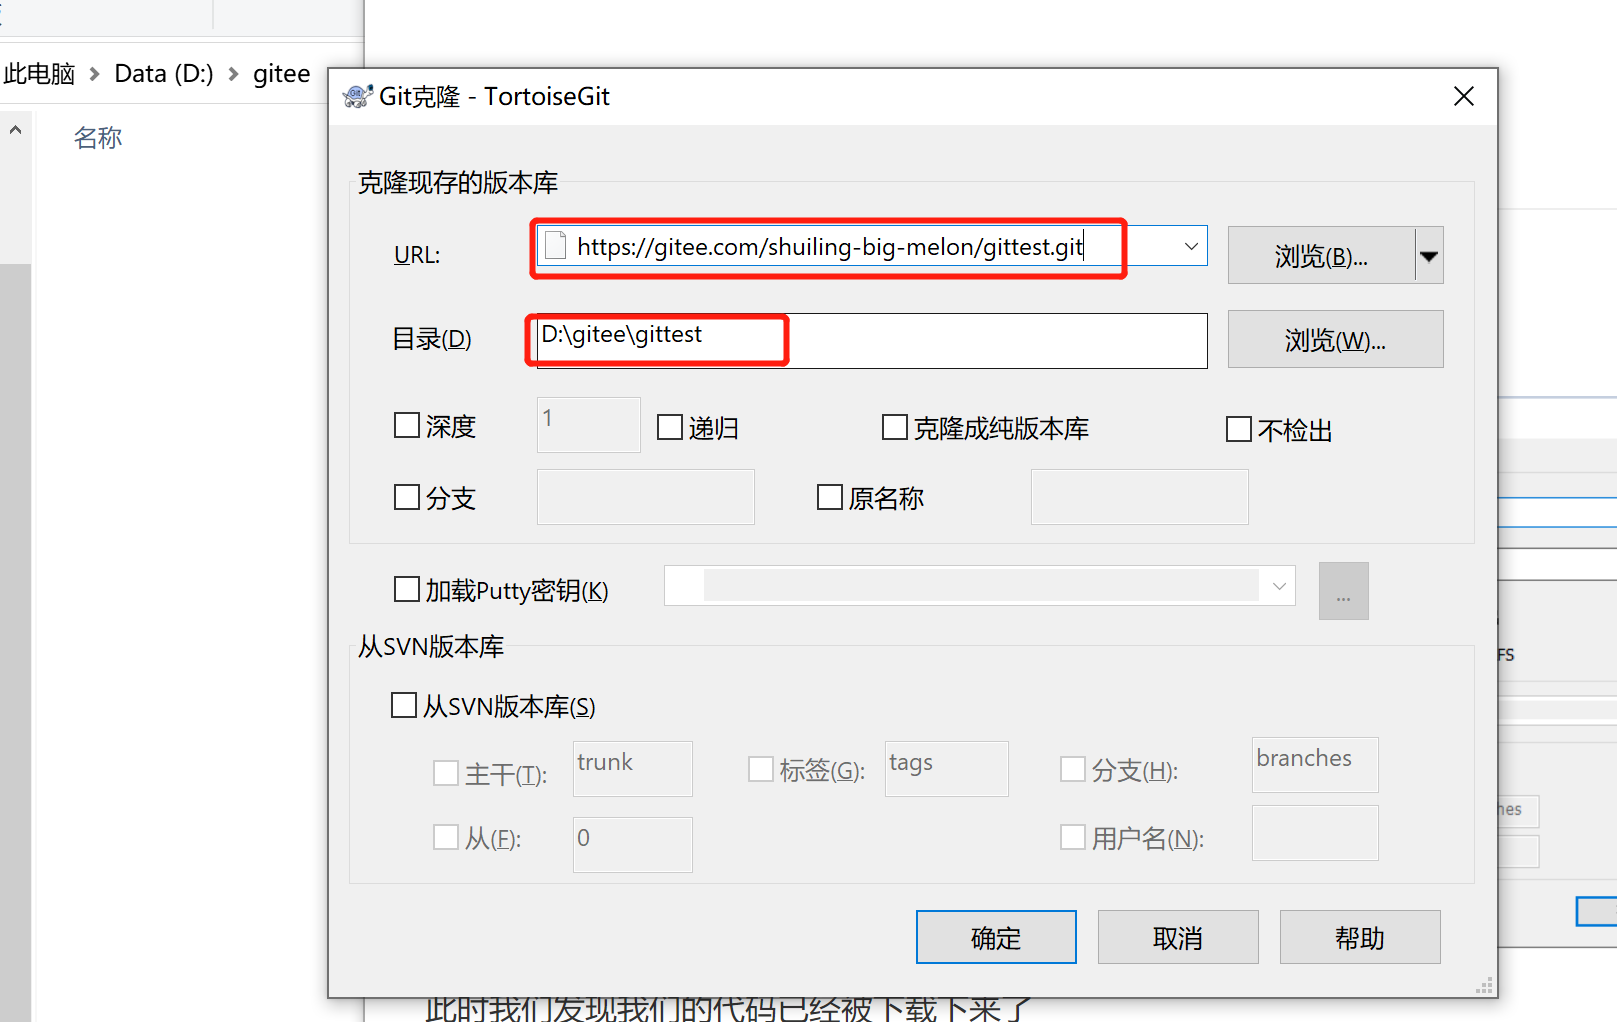 此电脑 > Data (D:) > gitee
名称
Git克隆 - TortoiseGit
克隆现存的版本库
URL: https://gitee.com/shuiling-big-melon/gittest.git 浏览(B)...
目录(D) D:\gitee\gittest 浏览(W)...
深度 1 递归 克隆成纯版本库 不检出
分支 原名称
加载Putty密钥(K) ...
从SVN版本库
从SVN版本库(S)
主干(T): trunk 标签(G): tags 分支(H): branches
从(F): 0 用户名(N):
确定 取消 帮助
FS
hes
此时我们发现我们的代码已经被下载下来了